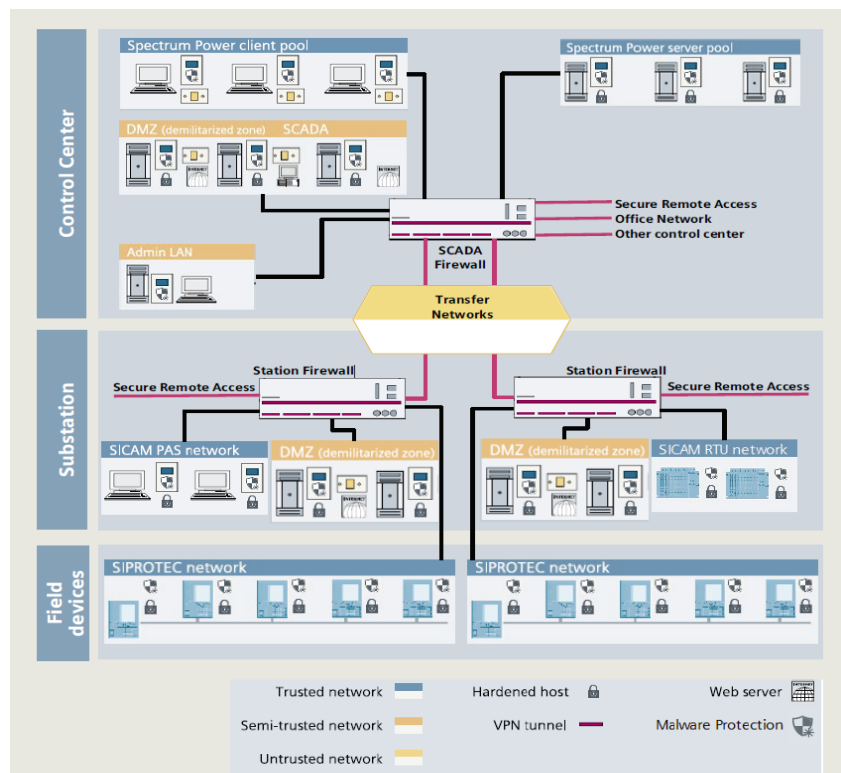 Control Center
Spectrum Power client pool
Spectrum Power server pool
DMZ (demilitarized zone) SCADA
Secure Remote Access
Office Network
Other control center
SCADA
Firewall
Admin LAN
Transfer
Networks
Substation
Station Firewall
Station Firewall
Secure Remote Access
Secure Remote Access
SICAM PAS network
DMZ (demilitarized zone)
DMZ (demilitarized zone)
SICAM RTU network
Field
devices
SIPROTEC network
SIPROTEC network
Trusted network
Hardened host
Web server
Semi-trusted network
VPN tunnel
Malware Protection
Untrusted network